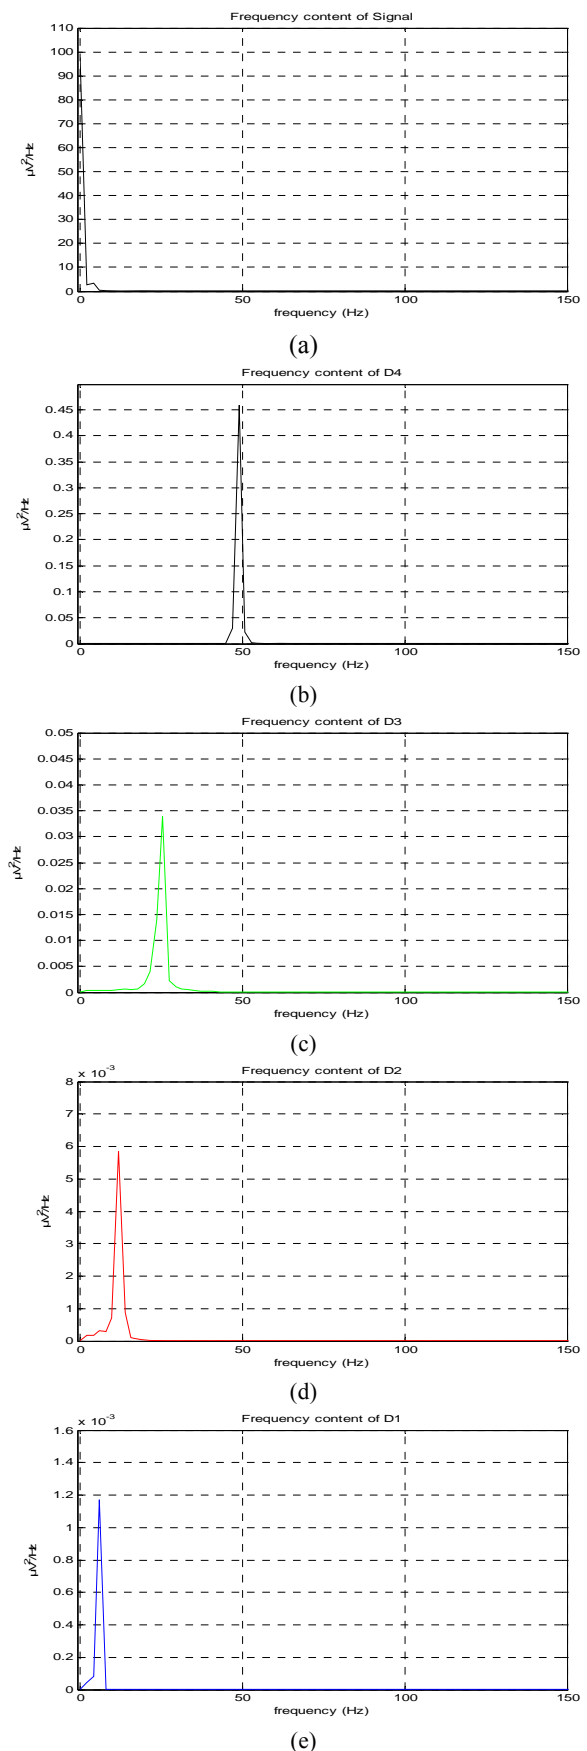 Frequency content of Signal
110
100
90
80
70
60
50
40
30
20
10
0
µV²/Hz
0 50 100 150
frequency (Hz)
(a)
Frequency content of D4
0.45
0.4
0.35
0.3
0.25
0.2
0.15
0.1
0.05
0
µV²/Hz
0 50 100 150
frequency (Hz)
(b)
Frequency content of D3
0.05
0.045
0.04
0.035
0.03
0.025
0.02
0.015
0.01
0.005
0
µV²/Hz
0 50 100 150
frequency (Hz)
(c)
Frequency content of D2
x 10⁻³
8
7
6
5
4
3
2
1
0
µV²/Hz
0 50 100 150
frequency (Hz)
(d)
Frequency content of D1
x 10⁻³
1.6
1.4
1.2
1
0.8
0.6
0.4
0.2
0
µV²/Hz
0 50 100 150
frequency (Hz)
(e)